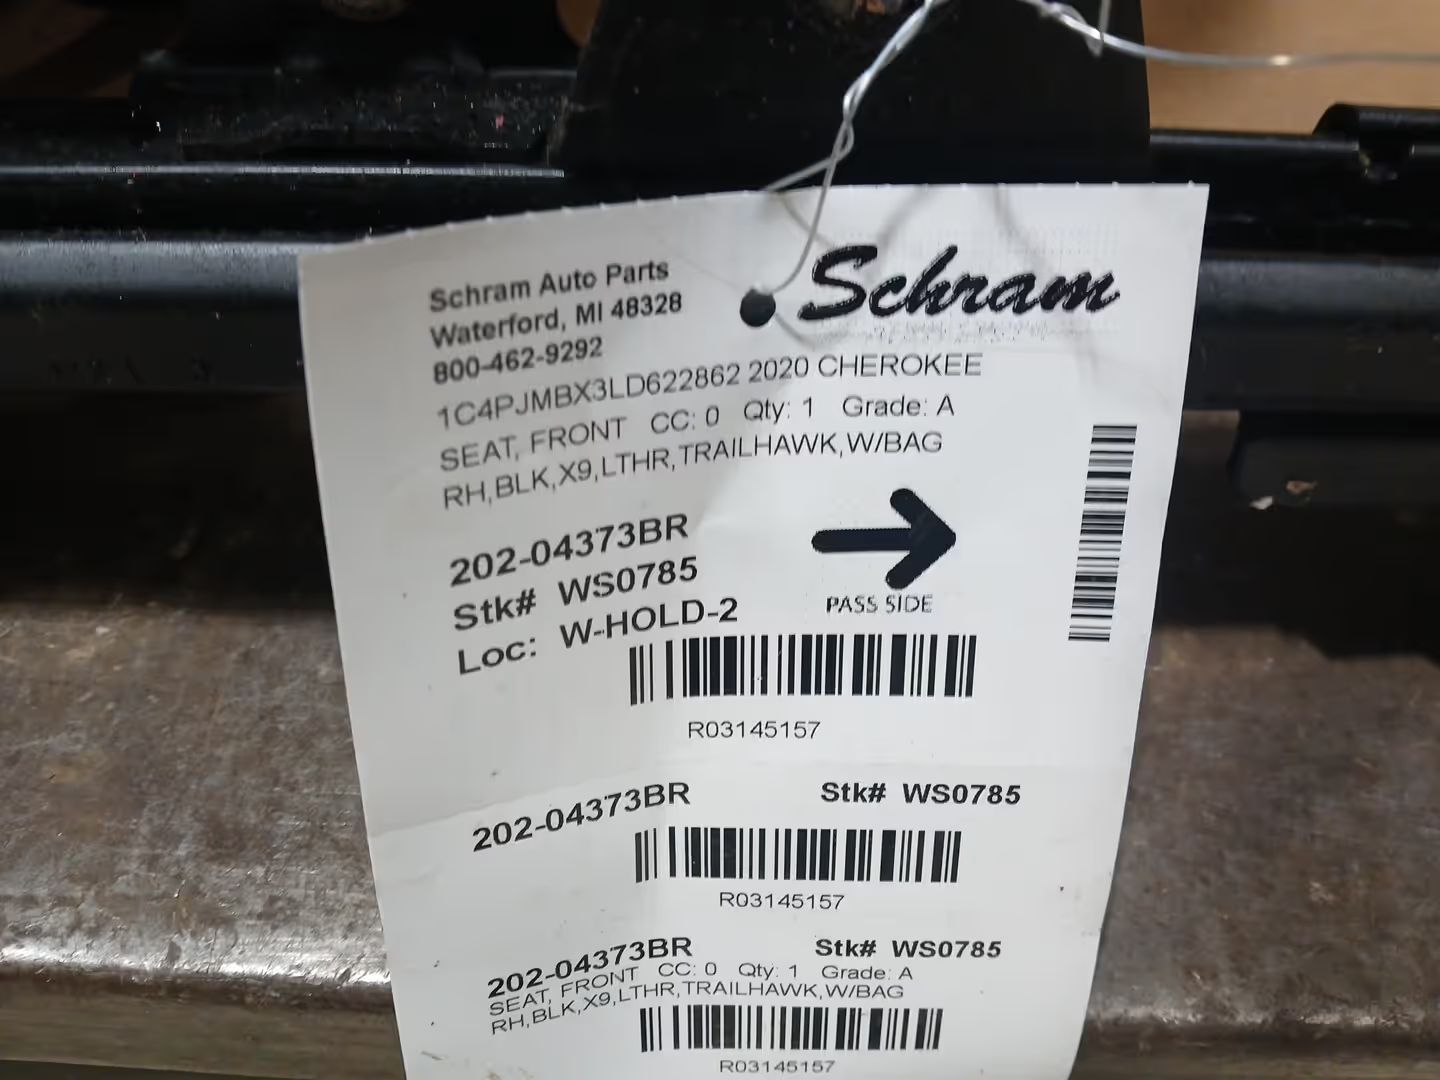 Schram Auto Parts
Waterford, MI 48328
800-462-9292
Schram
1C4PJMBX3LD622862 2020 CHEROKEE
SEAT, FRONT CC: 0 Qty: 1 Grade: A
RH,BLK,X9,LTHR,TRAILHAWK,W/BAG
202-04373BR
Stk# WS0785
Loc: W-HOLD-2
PASS SIDE
R03145157
202-04373BR Stk# WS0785
R03145157
202-04373BR Stk# WS0785
SEAT, FRONT CC: 0 Qty: 1 Grade: A
RH,BLK,X9,LTHR,TRAILHAWK,W/BAG
R03145157